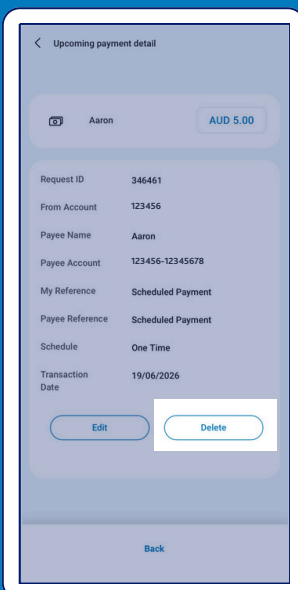 Upcoming payment detail
Aaron AUD 5.00
Request ID 346461
From Account 123456
Payee Name Aaron
Payee Account 123456-12345678
My Reference Scheduled Payment
Payee Reference Scheduled Payment
Schedule One Time
Transaction
Date 19/06/2026
Edit Delete
Back